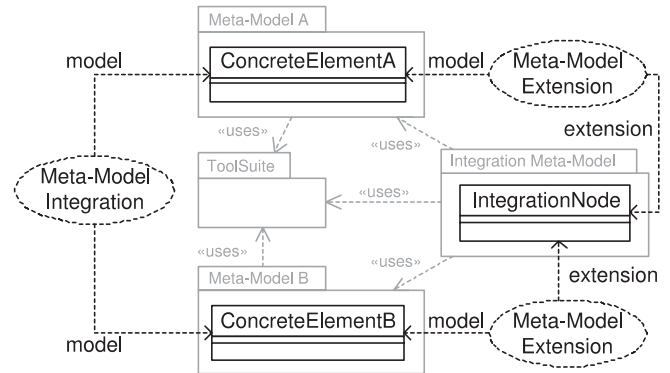 Meta-Model A
ConcreteElementA
model
model
Meta-Model
Extension
«uses»
«uses»
extension
ToolSuite
Integration Meta-Model
Meta-Model
Integration
«uses»
IntegrationNode
«uses»
«uses»
Meta-Model B
extension
ConcreteElementB
model
model
Meta-Model
Extension